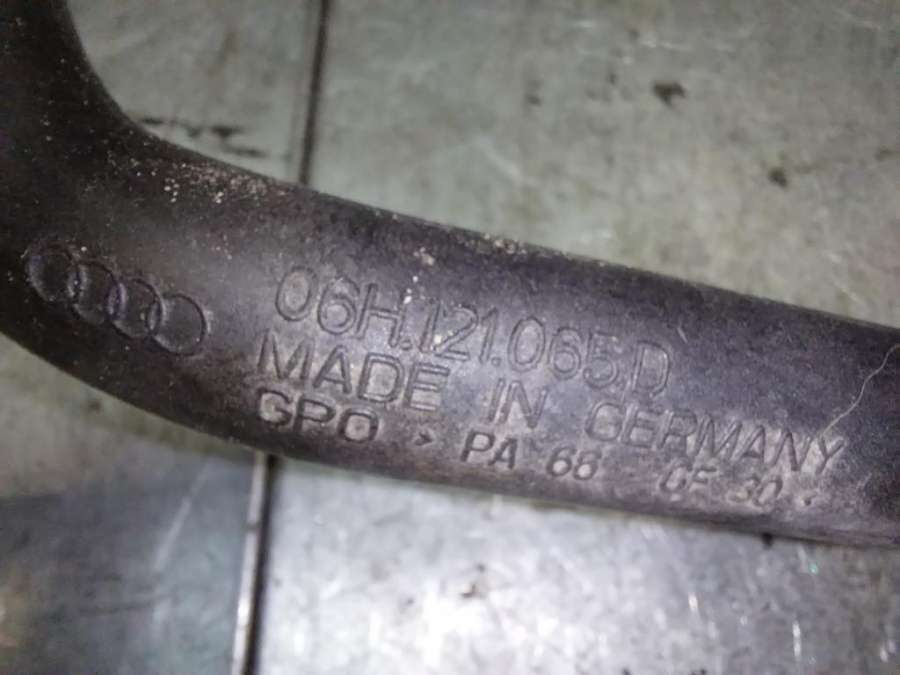 06H.121.065.D
MADE IN GERMANY
GPO > PA 66 GF 30 <